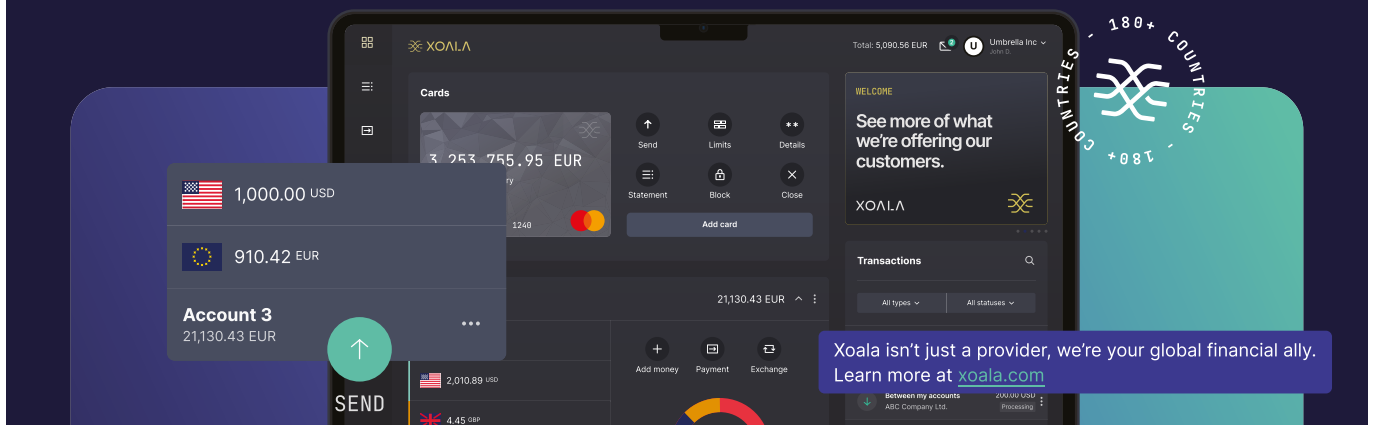 XOALA
Total: 5,090.56 EUR
2
U
Umbrella Inc
John D.
180+ COUNTRIES - 180+ COUNTRIES -
Cards
3 253 755.95 EUR
ry
1240
Send
Limits
Details
Statement
Block
Close
Add card
WELCOME
See more of what
we're offering our
customers.
XOALA
Transactions
All types
All statuses
1,000.00 USD
910.42 EUR
Account 3
21,130.43 EUR
SEND
21,130.43 EUR
Add money
Payment
Exchange
2,010.89 USD
4.45 GBP
Xoala isn't just a provider, we're your global financial ally.
Learn more at xoala.com
Between my accounts
200.00 USD
ABC Company Ltd.
Processing